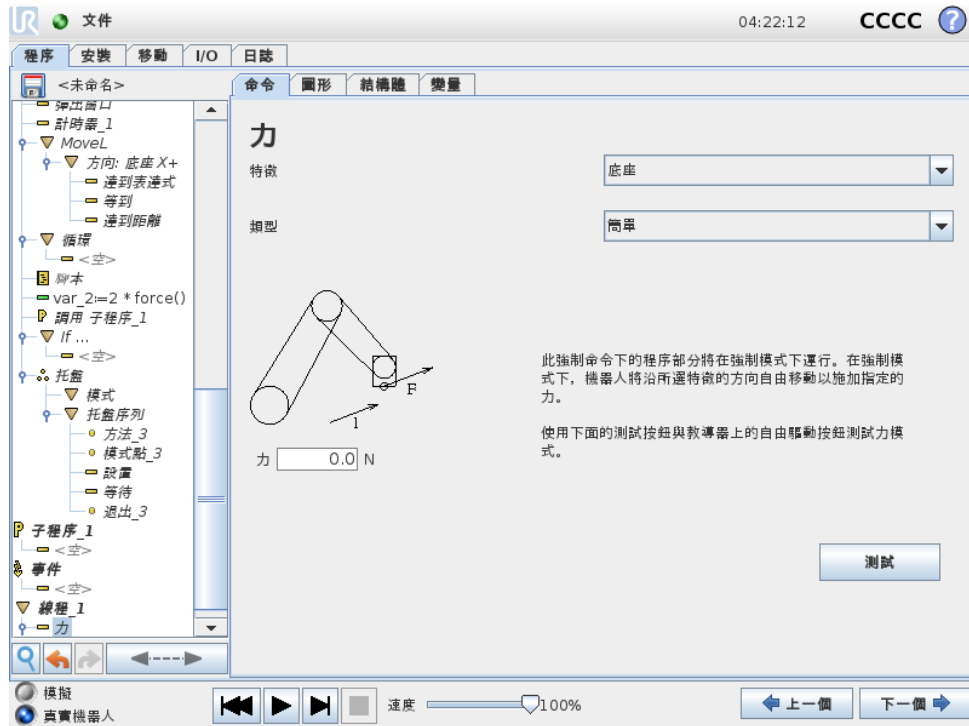 UR 文件 04:22:12 CCCC ?
程序 安裝 移動 I/O 日誌
<未命名>
命令 圖形 結構體 變量
彈出窗口
計時器_1
MoveL
方向: 底座 X+
達到表達式
等到
達到距離
循環
<空>
腳本
var_2:=2 * force()
P 調用 子程序_1
If ...
<空>
托盤
模式
托盤序列
方法_3
模式點_3
設置
等待
退出_3
P 子程序_1
<空>
事件
<空>
線程_1
力
力
特徵 底座
類型 簡單
F
1
力 0.0 N
此強制命令下的程序部分將在強制模式下運行。在強制模
式下, 機器人將沿所選特徵的方向自由移動以施加指定的
力。
使用下面的測試按鈕與教導器上的自由驅動按鈕測試力模
式。
測試
模擬
真實機器人
速度 100%
上一個 下一個